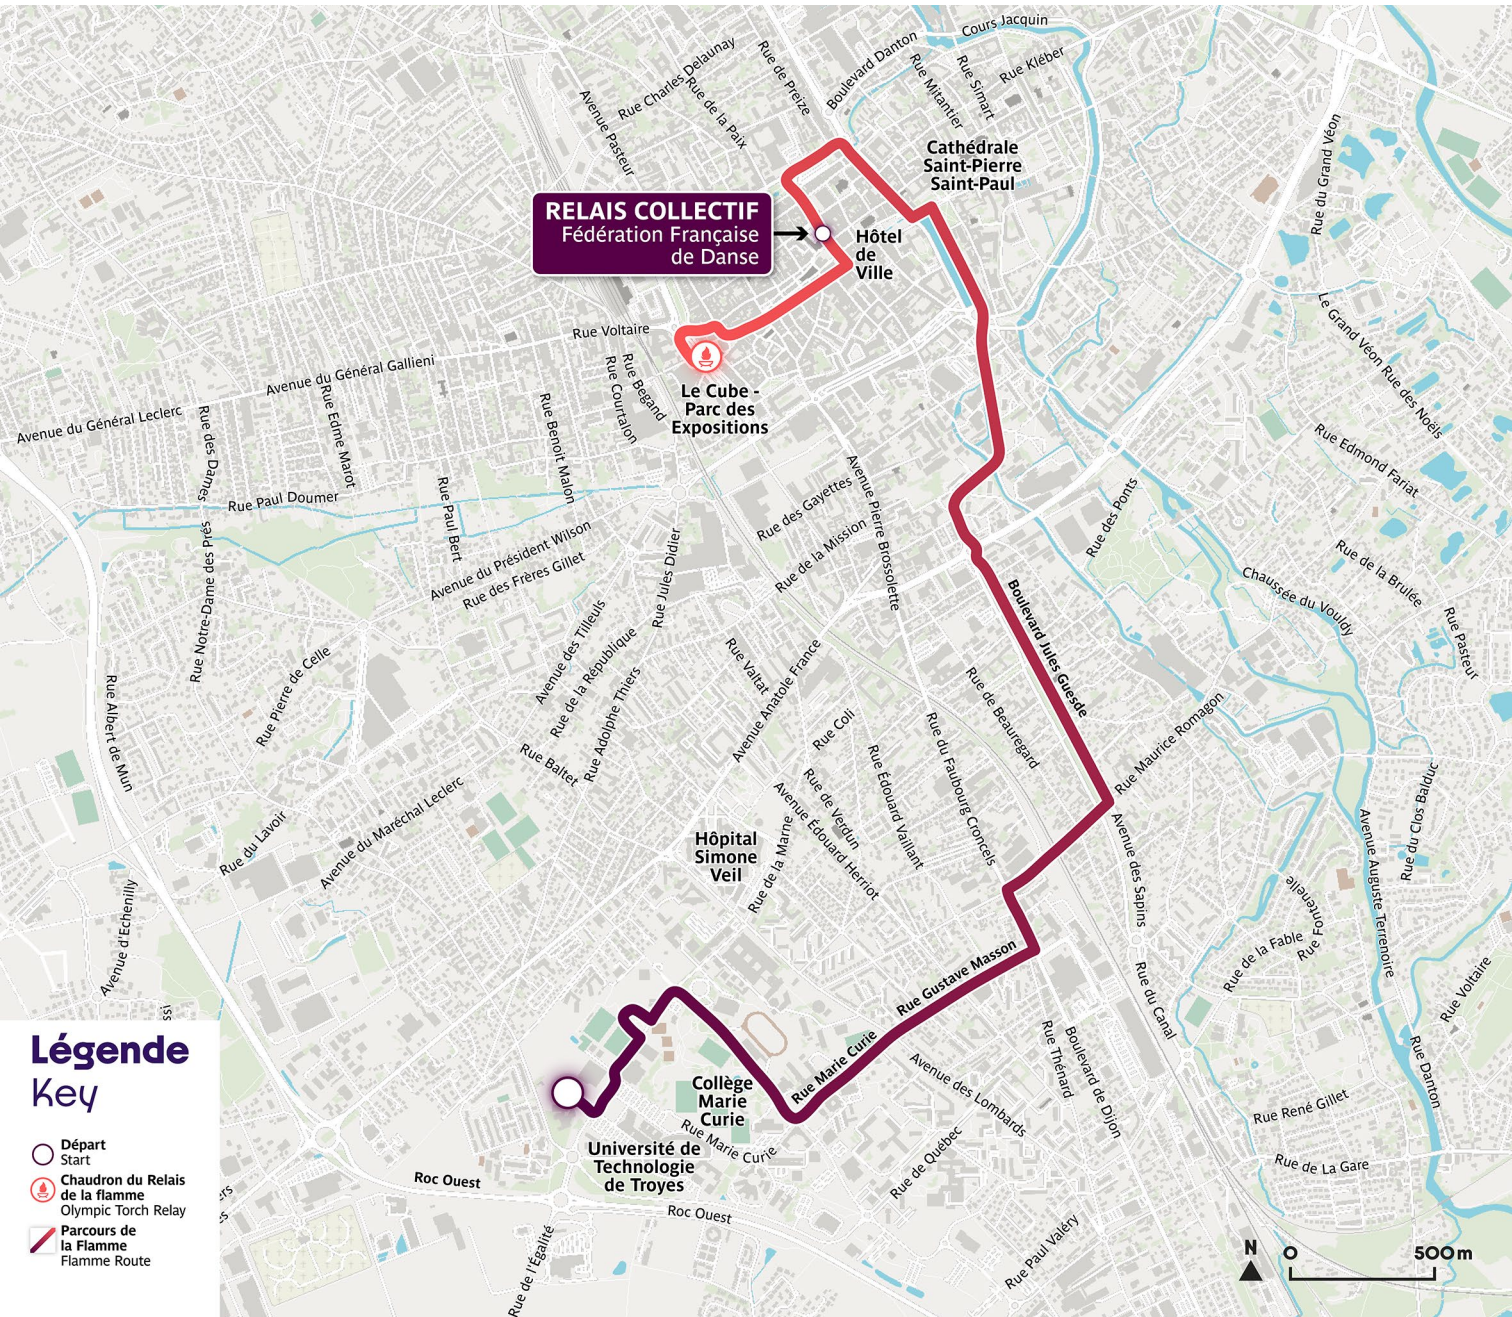 Cours Jacquin
Boulevard Danton
Rue Kléber
Rue Simart
Rue Mitantier
Rue de Preize
Rue Charles Delaunay
Rue de la Paix
Avenue Pasteur
Cathédrale
Saint-Pierre
Saint-Paul
Rue du Grand Véon
RELAIS COLLECTIF
Fédération Française
de Danse
Hôtel
de
Ville
Rue Voltaire
Rue Begand
Rue Courtalon
Le Cube -
Parc des
Expositions
Avenue du Général Gallieni
Avenue du Général Leclerc
Rue des Dames
Rue Edme Marot
Rue Benoit Malon
Rue Paul Doumer
Rue Paul Bert
Le Grand Véon Rue des Noëls
Rue Edmond Fariat
Rue des Ponts
Rue de la Brulée
Chaussée du Vouldy
Rue Pasteur
Avenue Pierre Brossolette
Rue des Gayettes
Rue de la Mission
Avenue du Président Wilson
Rue des Frères Gillet
Rue Jules Didier
Rue Notre-Dame des Prés
Avenue des Tilleuls
Rue de la République
Rue Adolphe Thiers
Rue Baltet
Rue Valtat
Avenue Anatole France
Rue Coli
Boulevard Jules Guesde
Rue de Beauregard
Rue du Faubourg Croncels
Rue Maurice Romagon
Rue Pierre de Celle
Rue Albert de Mun
Rue du Lavoir
Avenue du Maréchal Leclerc
Avenue d'Echenilly
Rue Édouard Vaillant
Rue de Verdun
Avenue Édouard Herriot
Rue de la Marne
Hôpital
Simone
Veil
Avenue des Sapins
Avenue Auguste Terrenoire
Rue du Clos Balduc
Rue Fontenelle
Rue de la Fable
Rue Voltaire
Rue du Canal
Rue Gustave Masson
Rue Marie Curie
Rue Thénard
Boulevard de Dijon
Avenue des Lombards
Rue de Québec
Rue Danton
Rue René Gillet
Rue de La Gare
Rue Paul Valéry
Collège
Marie
Curie
Rue Marie Curie
Université de
Technologie
de Troyes
Roc Ouest
Roc Ouest
Rue de l'Égalité
Légende
Key
Départ
Start
Chaudron du Relais
de la flamme
Olympic Torch Relay
Parcours de
la Flamme
Flamme Route
N
0
500m